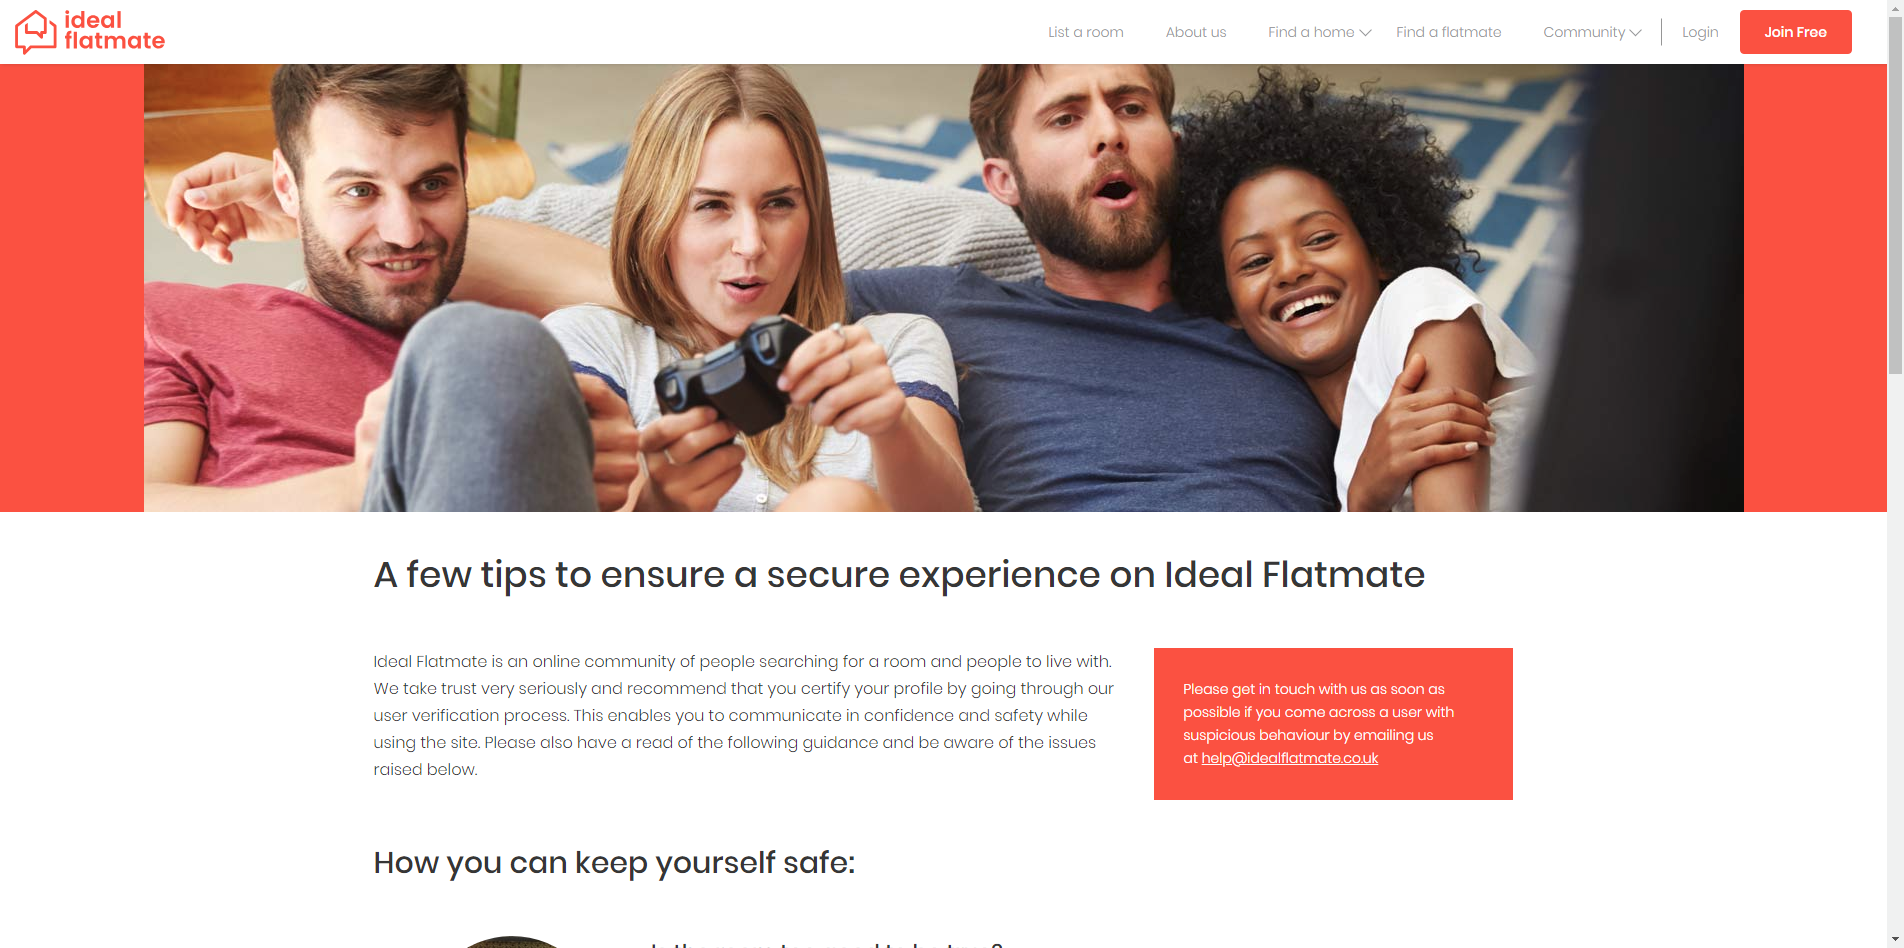 ideal
flatmate
List a room
About us
Find a home
Find a flatmate
Community
Login
Join Free
A few tips to ensure a secure experience on Ideal Flatmate
Ideal Flatmate is an online community of people searching for a room and people to live with.
We take trust very seriously and recommend that you certify your profile by going through our
user verification process. This enables you to communicate in confidence and safety while
using the site. Please also have a read of the following guidance and be aware of the issues
raised below.
Please get in touch with us as soon as
possible if you come across a user with
suspicious behaviour by emailing us
at help@idealflatmate.co.uk
How you can keep yourself safe: